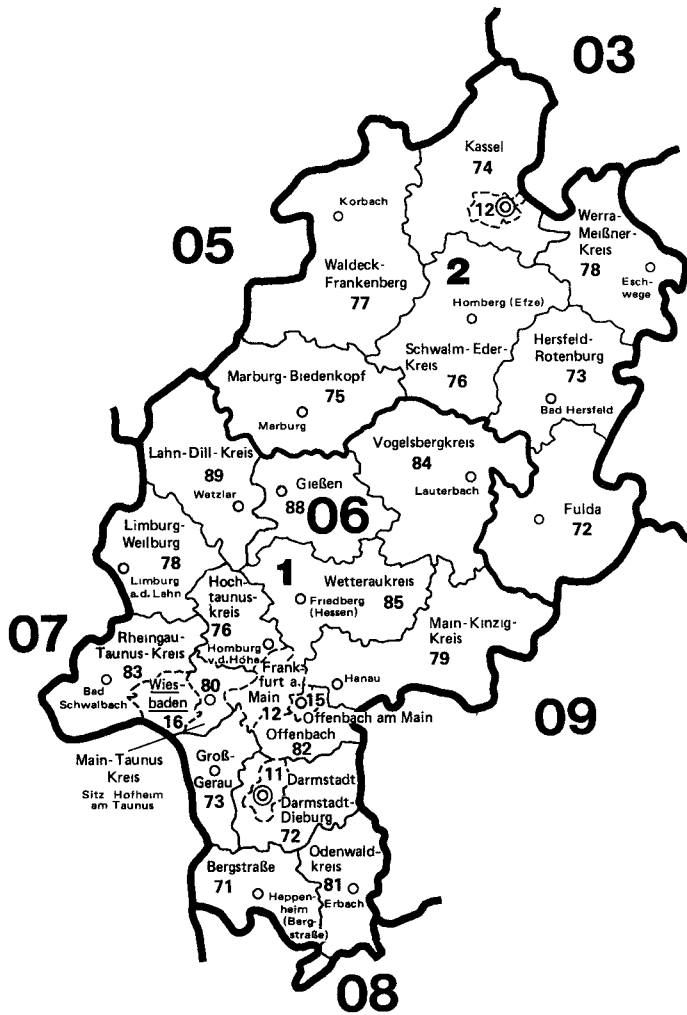 03
Kassel
74
12
Korbach
Werra-
Meißner-
Kreis
78
Esch-
wege
05
Waldeck-
Frankenberg
77
2
Homberg (Efze)
Schwalm-Eder-
Kreis
76
Hersfeld-
Rotenburg
73
Bad Hersfeld
Marburg-Biedenkopf
75
Marburg
Lahn-Dill-Kreis
89
Wetzlar
Gießen
88
06
Vogelsbergkreis
84
Lauterbach
Fulda
72
Limburg-
Weilburg
78
Limburg
a.d. Lahn
1
Hoch-
taunus-
kreis
76
Homburg
v.d. Höhe
Wetteraukreis
Friedberg
(Hessen)
85
Main-Kinzig-
Kreis
79
07
Rheingau-
Taunus-Kreis
83
Bad
Schwalbach
Wies-
baden
16
80
Frank-
furt a.
Main
12
Hanau
15
Offenbach am Main
Offenbach
82
09
Main-Taunus
Kreis
Sitz Hofheim
am Taunus
Groß-
Gerau
73
11
Darmstadt
Darmstadt-
Dieburg
72
Bergstraße
71
Heppen-
heim
(Berg-
straße)
Odenwald-
kreis
81
Erbach
08